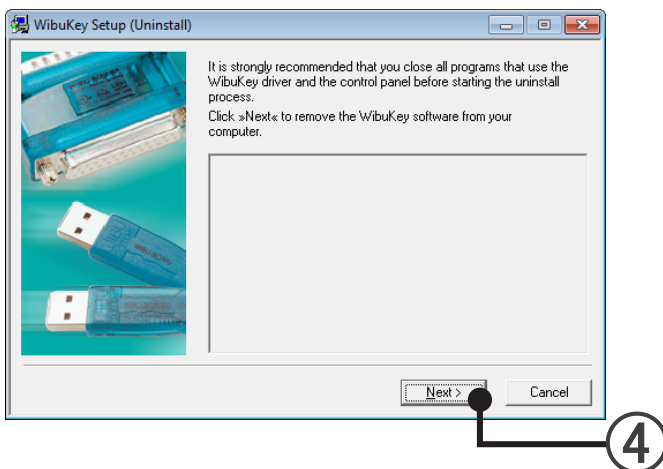 WibuKey Setup (Uninstall)
It is strongly recommended that you close all programs that use the
WibuKey driver and the control panel before starting the uninstall
process.
Click »Next« to remove the WibuKey software from your
computer.
Next >
Cancel
4